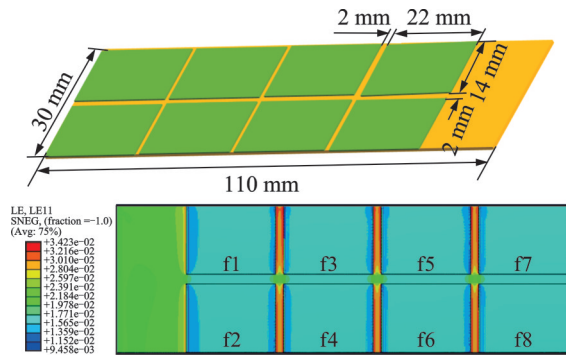 2 mm
22 mm
30 mm
14 mm
2 mm
110 mm
LE, LE11
SNEG, (fraction =−1.0)
(Avg: 75%)
+3.423e−02
+3.216e−02
+3.010e−02
+2.804e−02
+2.597e−02
+2.391e−02
+2.184e−02
+1.978e−02
+1.771e−02
+1.565e−02
+1.359e−02
+1.152e−02
+9.458e−03
f1 f3 f5 f7
f2 f4 f6 f8